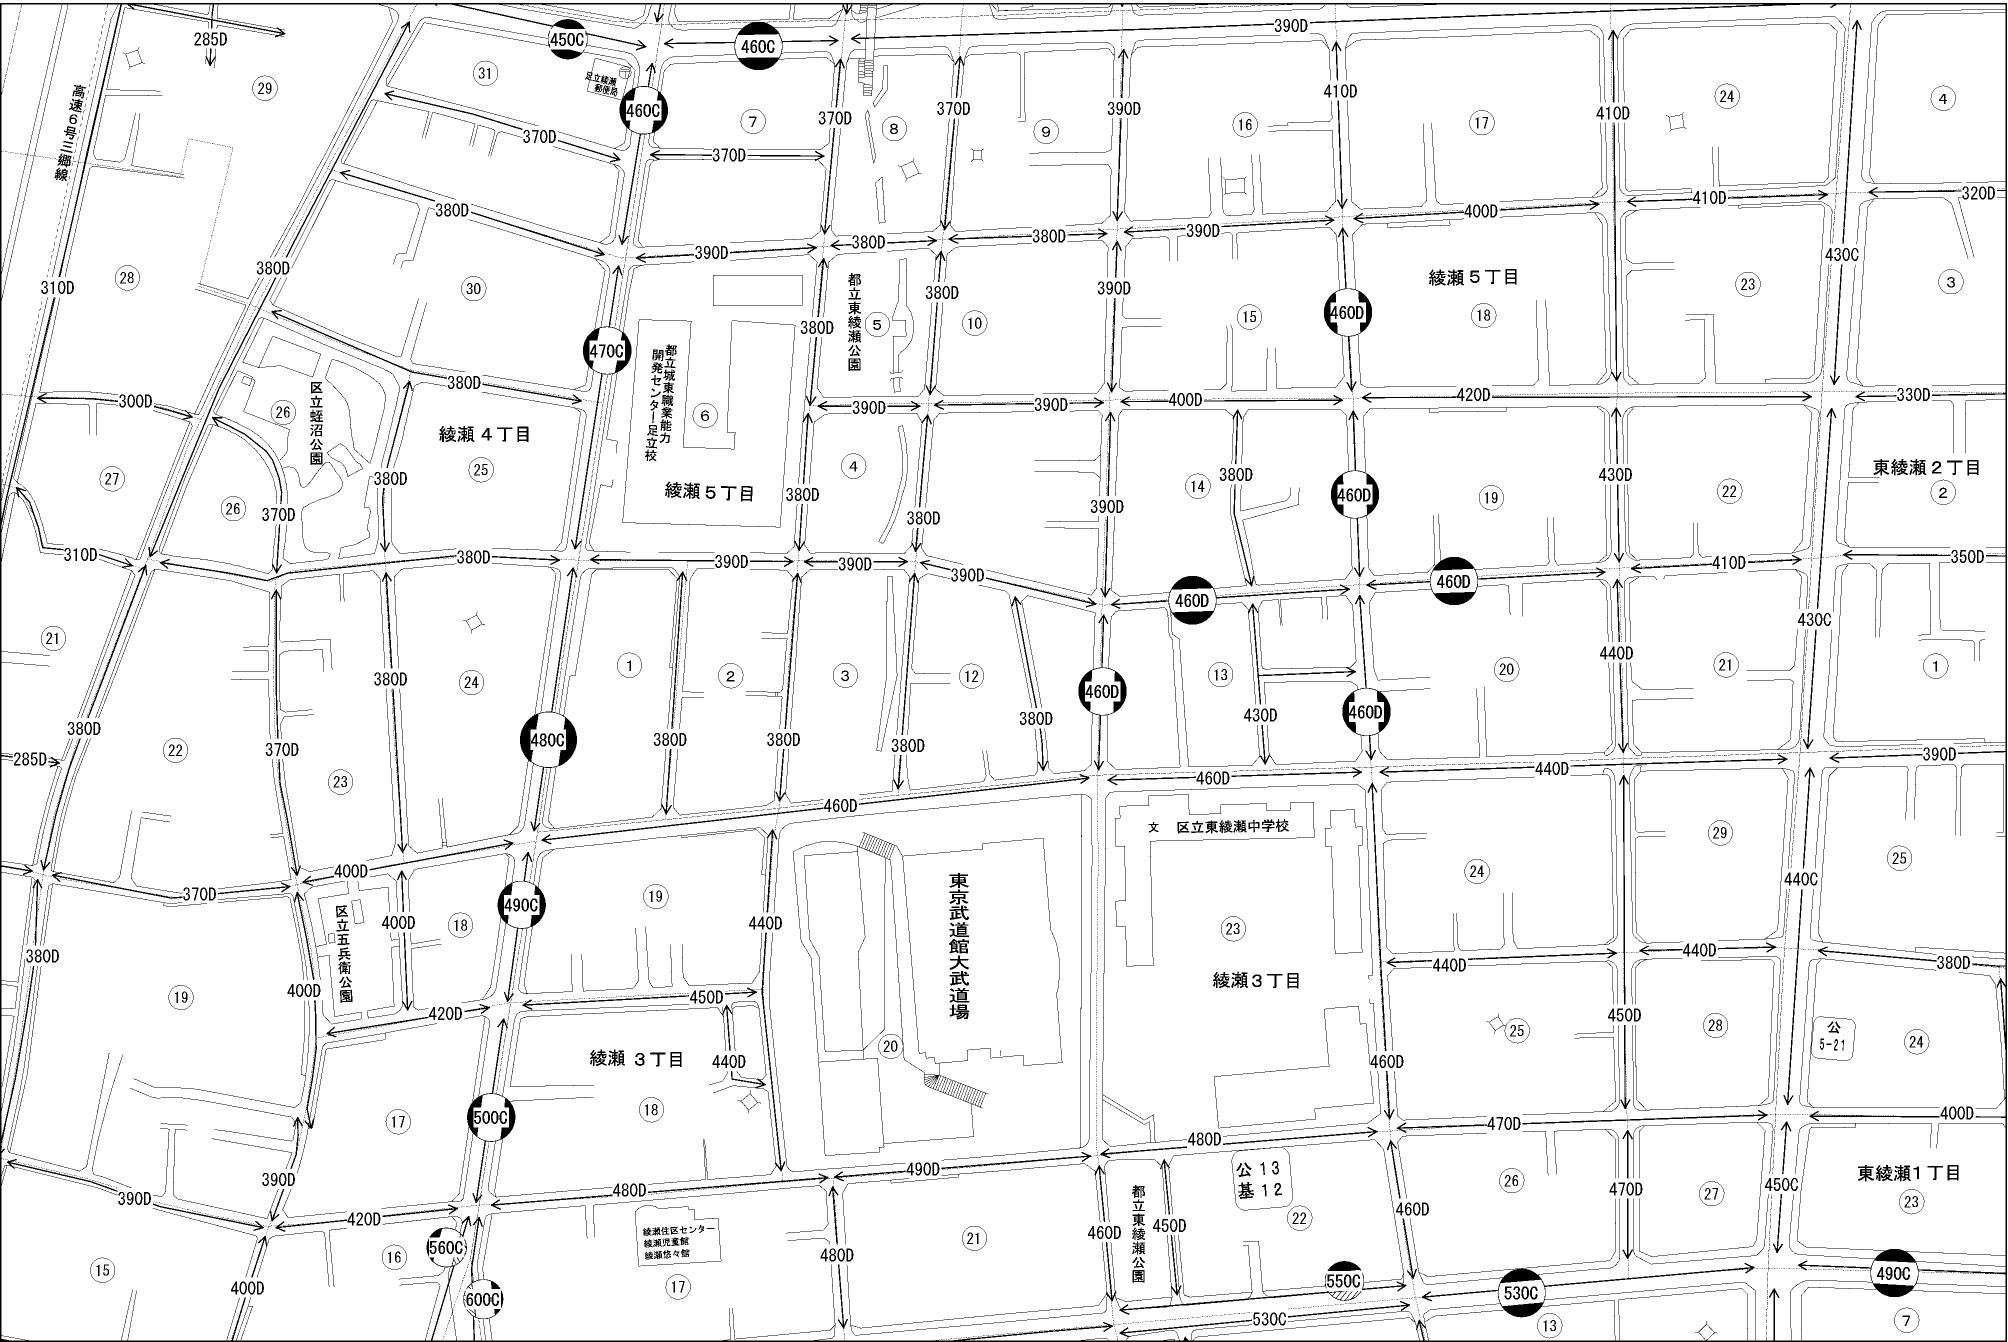 285D
450C
460C
390D
29
31
足立綾瀬
郵便局
460C
7
370D
8
370D
9
390D
16
410D
17
410D
24
4
高速6号三郷線
370D
370D
380D
390D
380D
380D
390D
400D
410D
320D
28
310D
380D
30
470C
都立城東職業能力
開発センター足立校
6
380D
都立東綾瀬公園
5
380D
10
390D
15
460D
綾瀬5丁目
18
23
430C
3
300D
26
区立蛭沼公園
380D
綾瀬4丁目
25
390D
390D
400D
420D
330D
27
26
370D
380D
綾瀬5丁目
4
380D
380D
390D
14
380D
460D
19
430D
22
東綾瀬2丁目
2
310D
380D
390D
390D
390D
460D
460D
410D
350D
21
24
1
2
3
12
13
20
440D
21
430C
1
380D
380D
370D
22
23
480C
380D
380D
380D
380D
460D
430D
460D
285D
460D
460D
440D
390D
370D
400D
490C
19
440D
東京武道館大武道場
文 区立東綾瀬中学校
23
綾瀬3丁目
24
29
440C
25
400D
18
区立五兵衛公園
380D
19
400D
420D
450D
440D
440D
380D
綾瀬 3丁目
440D
20
460D
25
450D
28
公
5-21
24
17
500C
18
390D
390D
420D
480D
490D
480D
470D
400D
公 13
基 12
22
都立東綾瀬公園
460D
450D
460D
26
470D
27
450C
東綾瀬1丁目
23
15
400D
16
560C
600C
綾瀬住区センター
綾瀬児童館
綾瀬悠々館
17
480D
21
550C
530C
530C
13
490C
7